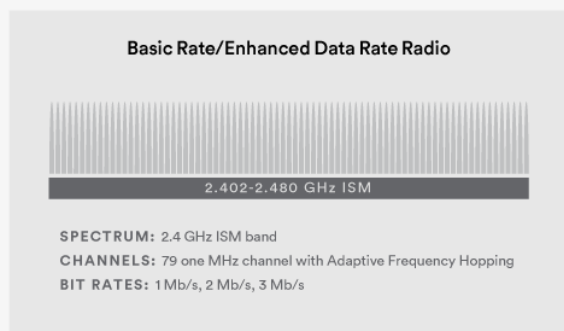 Basic Rate/Enhanced Data Rate Radio
2.402-2.480 GHz ISM
SPECTRUM: 2.4 GHz ISM band
CHANNELS: 79 one MHz channel with Adaptive Frequency Hopping
BIT RATES: 1 Mb/s, 2 Mb/s, 3 Mb/s